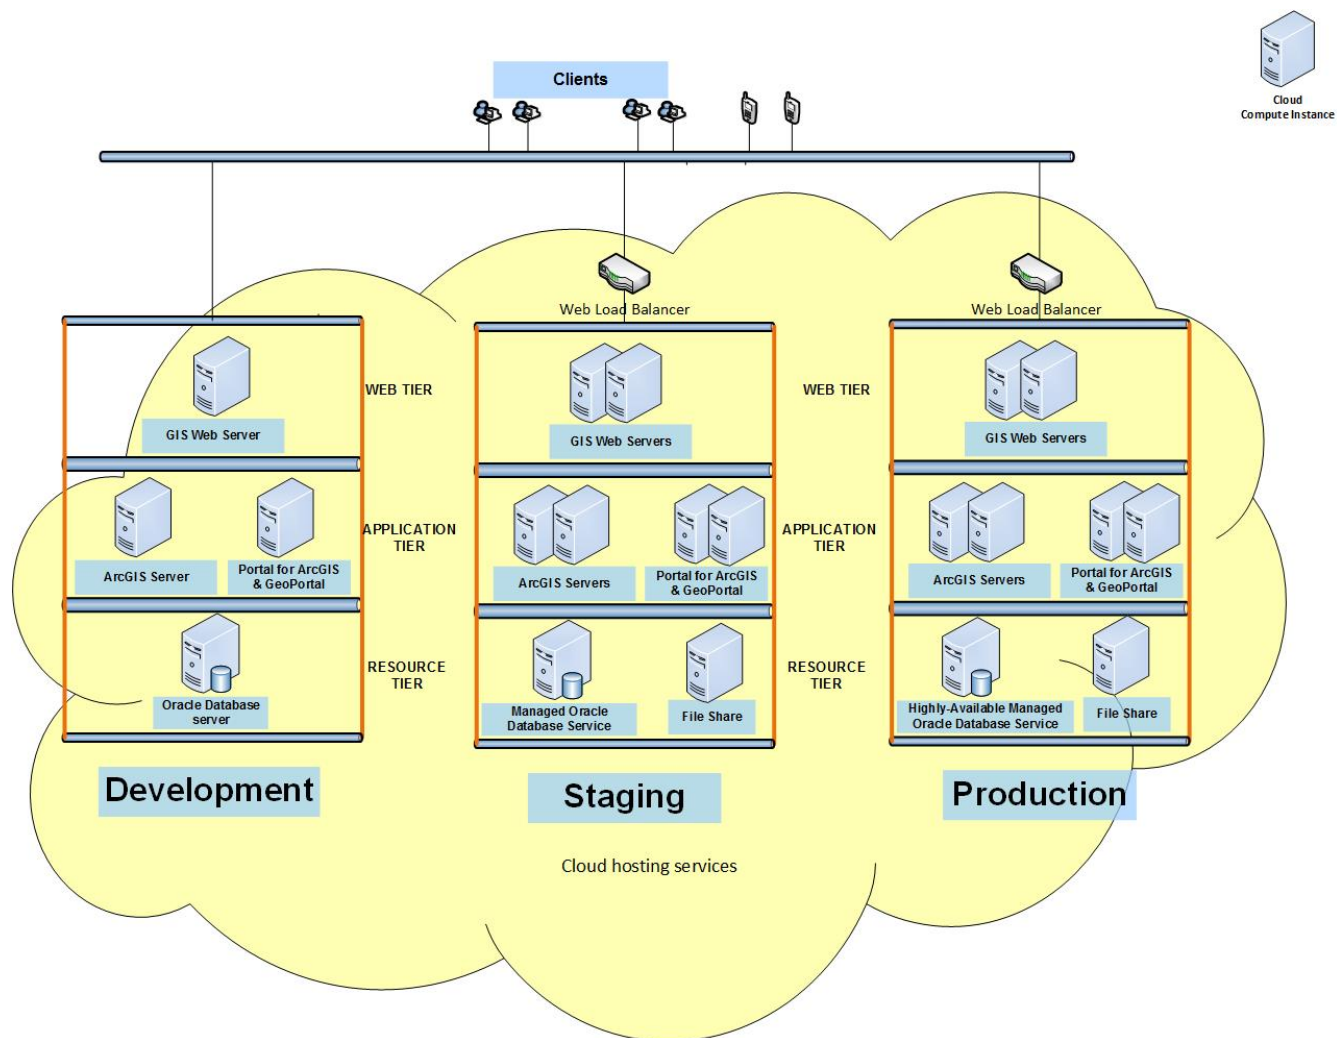 Clients
Cloud
Compute Instance
Web Load Balancer
Web Load Balancer
WEB TIER
WEB TIER
GIS Web Server
GIS Web Servers
GIS Web Servers
APPLICATION
TIER
APPLICATION
TIER
ArcGIS Server
Portal for ArcGIS
& GeoPortal
ArcGIS Servers
Portal for ArcGIS
& GeoPortal
ArcGIS Servers
Portal for ArcGIS
& GeoPortal
RESOURCE
TIER
RESOURCE
TIER
Oracle Database
server
Managed Oracle
Database Service
File Share
Highly-Available Managed
Oracle Database Service
File Share
Development
Staging
Production
Cloud hosting services